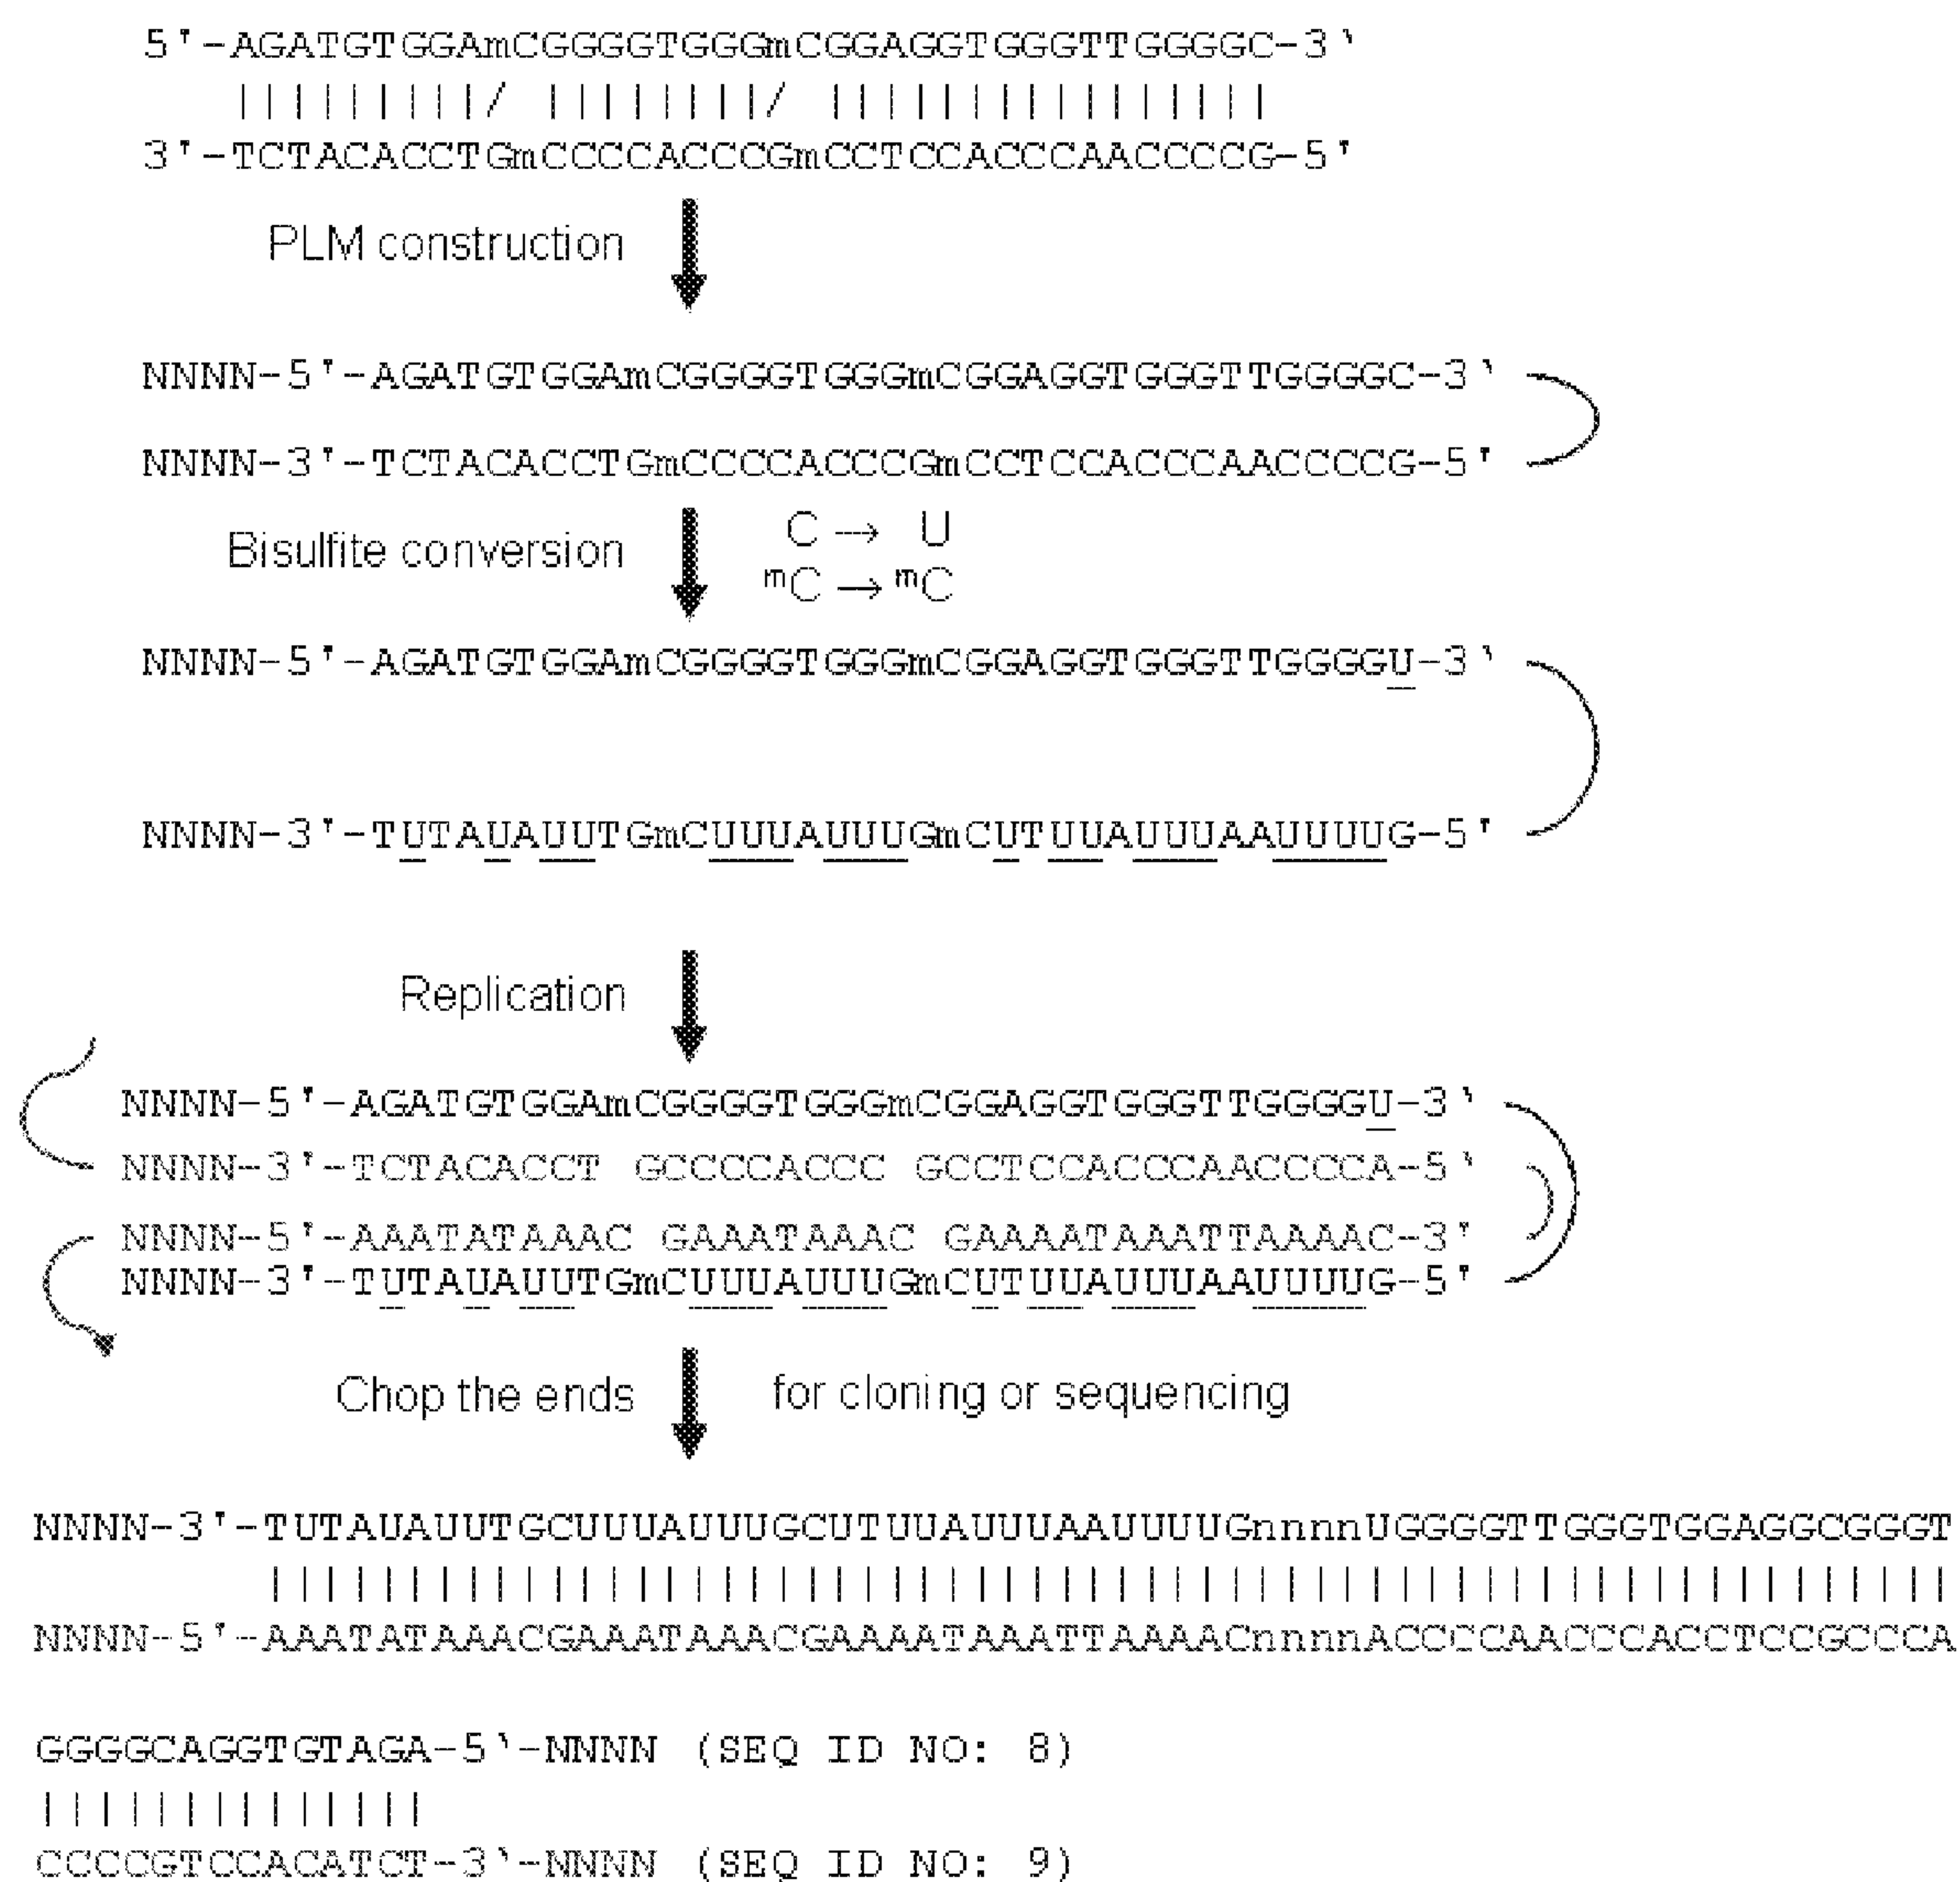 5'-AGATGTGGAmCGGGGTGGGmCGGAGGTGGGTTGGGGC-3'
|||||||||/ ||||||||/ ||||||||||||||||
3'-TCTACACCTGmCCCCACCCGmCCTCCACCCAACCCCG-5'
PLM construction
NNNN-5'-AGATGTGGAmCGGGGTGGGmCGGAGGTGGGTTGGGGC-3'
NNNN-3'-TCTACACCTGmCCCCACCCGmCCTCCACCCAACCCCG-5'
Bisulfite conversion
C → U
mC → mC
NNNN-5'-AGATGTGGAmCGGGGTGGGmCGGAGGTGGGTTGGGGU-3'
NNNN-3'-TUTAUAUUTGmCUUUAUUUGmCUTUUAUUUAAUUUUG-5'
Replication
NNNN-5'-AGATGTGGAmCGGGGTGGGmCGGAGGTGGGTTGGGGU-3'
NNNN-3'-TCTACACCT GCCCCACCC GCCTCCACCCAACCCCA-5'
NNNN-5'-AAATATAAAC GAAATAAAC GAAAATAAATTAAAAC-3'
NNNN-3'-TUTAUAUUTGmCUUUAUUUGmCUTUUAUUUAAUUUUG-5'
Chop the ends for cloning or sequencing
NNNN-3'-TUTAUAUUTGCUUUAUUUGCUTUUAUUUAAUUUUGnnnnUGGGGTTGGGTGGAGGCGGGT
||||||||||||||||||||||||||||||||||||||||||||||||||||||||||||
NNNN-5'-AAATATAAACGAAATAAACGAAAATAAATTAAAACnnnnACCCCAACCCACCTCCGCCCA
GGGGCAGGTGTAGA-5'-NNNN (SEQ ID NO: 8)
||||||||||||||
CCCCGTCCACATCT-3'-NNNN (SEQ ID NO: 9)